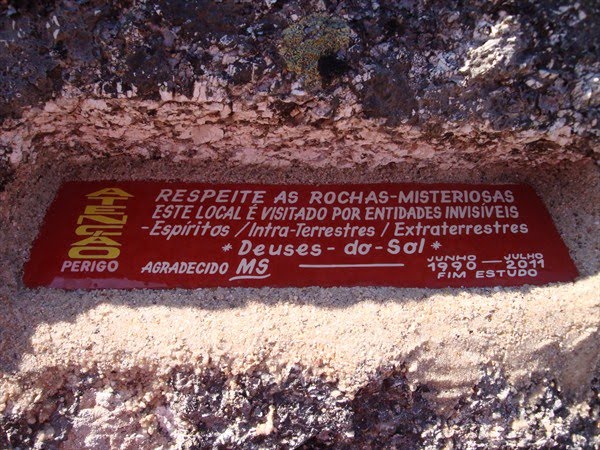 ATENÇÃO
PERIGO
RESPEITE AS ROCHAS-MISTERIOSAS
ESTE LOCAL É VISITADO POR ENTIDADES INVISÍVEIS
-Espíritos / Intra-Terrestres / Extraterrestres
* Deuses-do-Sol *
AGRADECIDO MS
JUNHO — JULHO
1990 2011
FIM ESTUDO